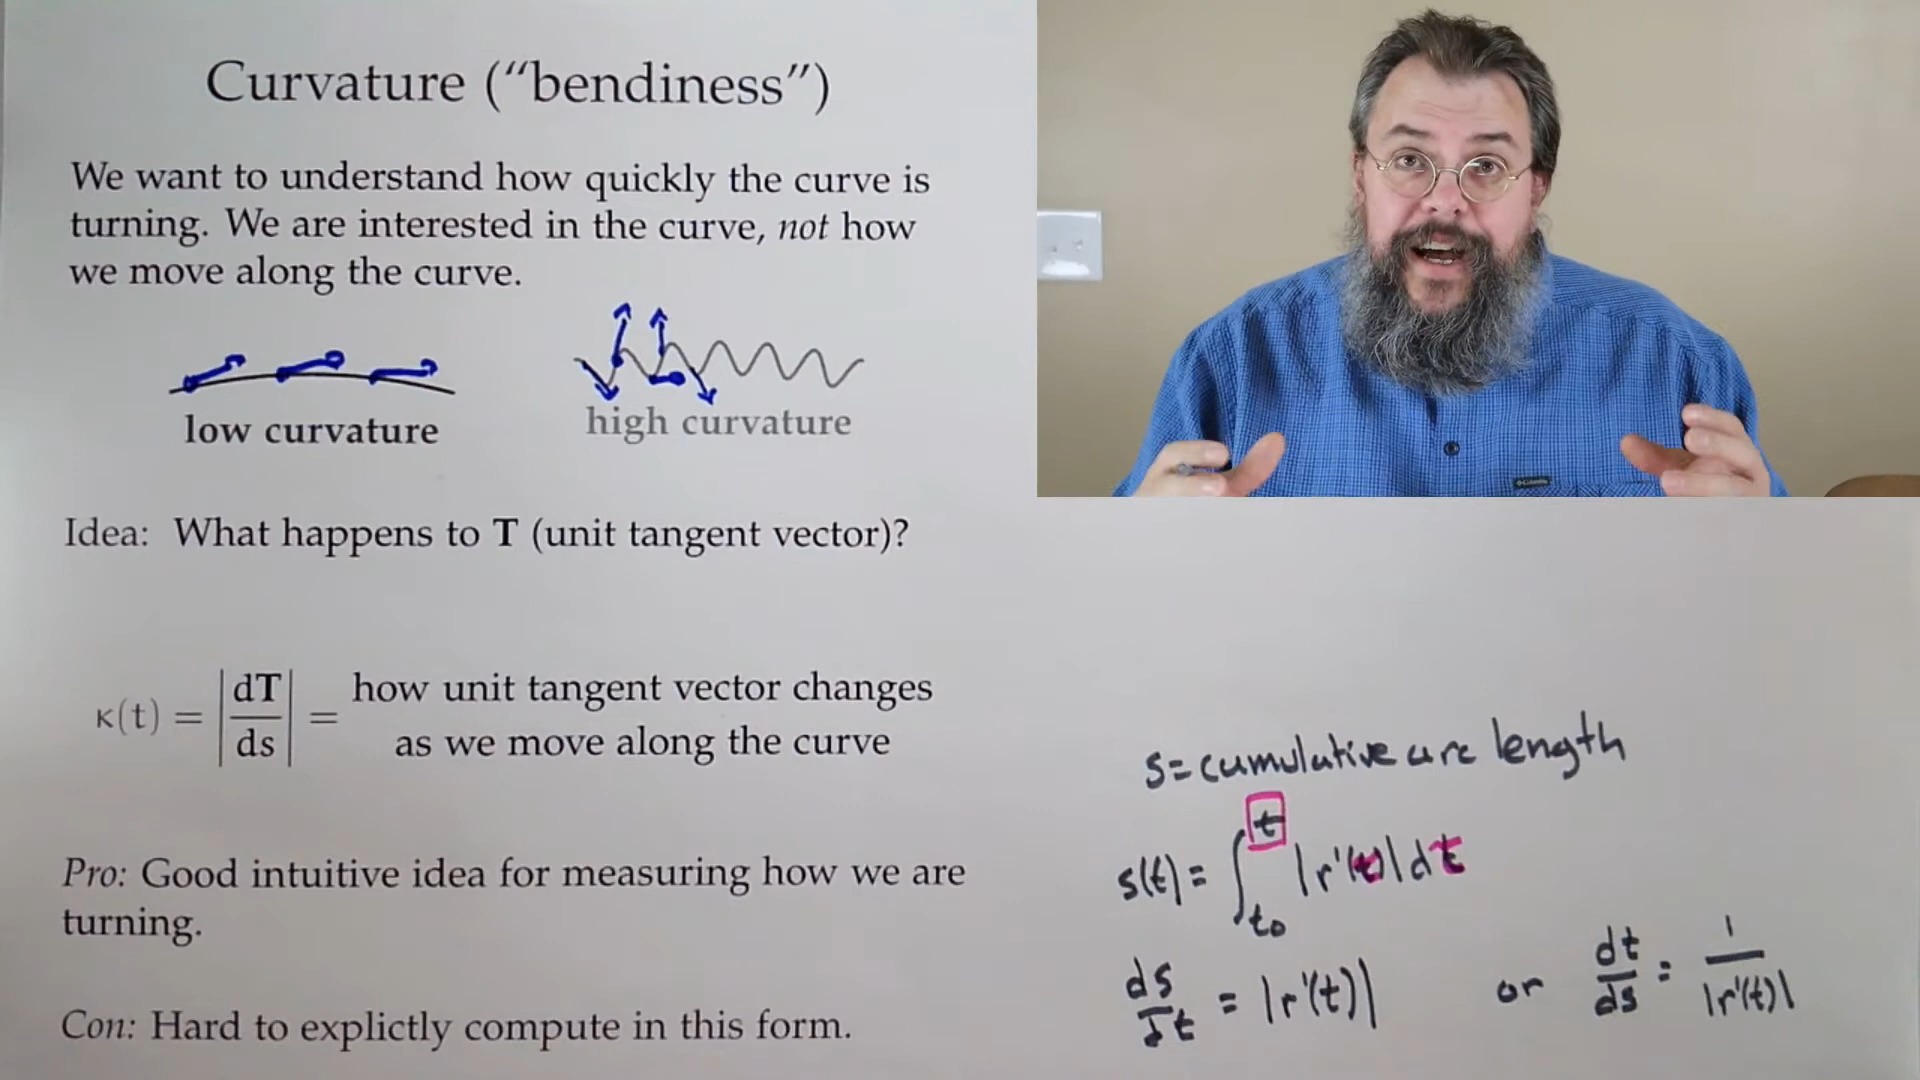 Curvature (“bendiness”)
We want to understand how quickly the curve is
turning. We are interested in the curve, not how
we move along the curve.
low curvature
high curvature
Idea: What happens to T (unit tangent vector)?
κ(t) = |dT/ds| = how unit tangent vector changes
as we move along the curve
Pro: Good intuitive idea for measuring how we are
turning.
Con: Hard to explictly compute in this form.
s=cumulative arc length
s(t) = ∫_{t₀}^{t} |r'(τ)|dτ
ds/dt = |r'(t)| or dt/ds = 1/|r'(t)|
Columbia